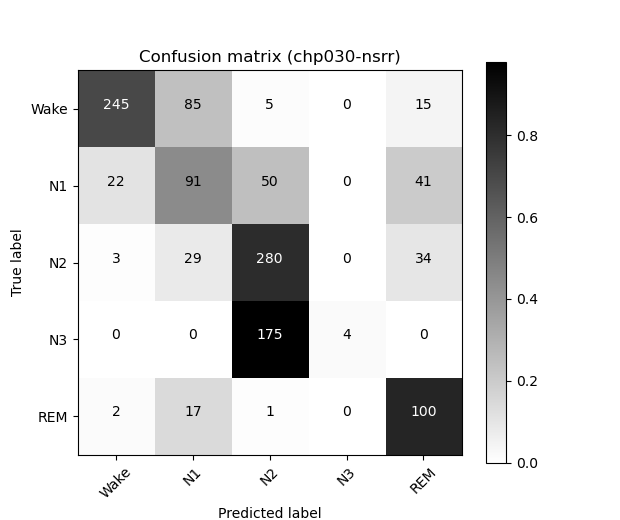 Confusion matrix (chp030-nsrr)
Wake 245 85 5 0 15
N1 22 91 50 0 41
N2 3 29 280 0 34
N3 0 0 175 4 0
REM 2 17 1 0 100
Wake N1 N2 N3 REM
Predicted label
True label
0.8
0.6
0.4
0.2
0.0